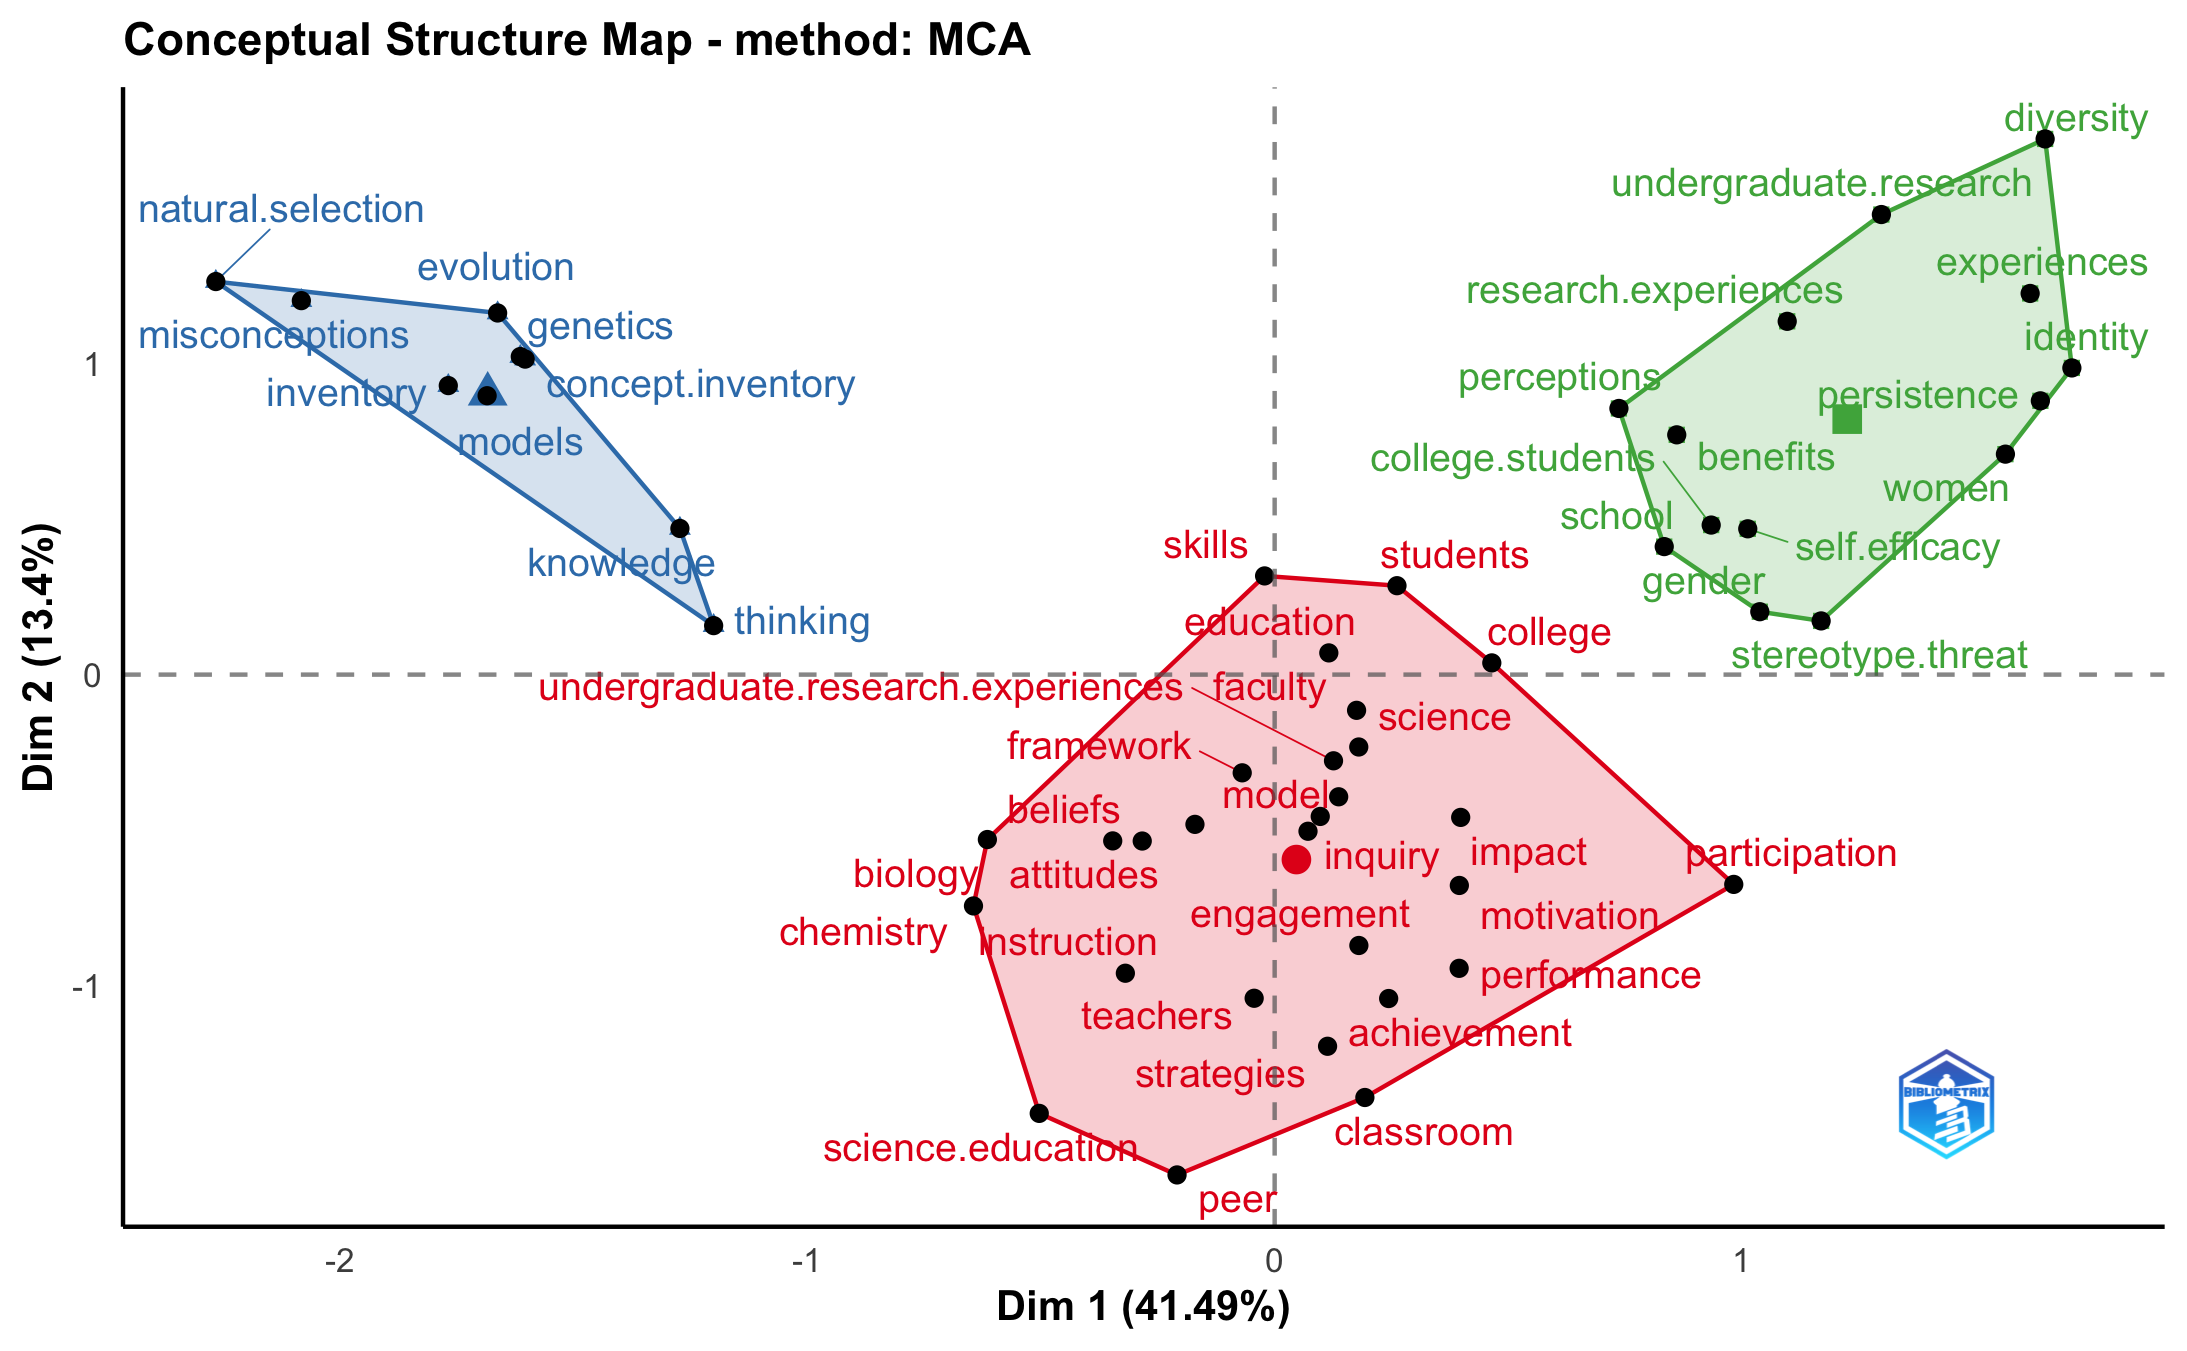 Conceptual Structure Map - method: MCA
diversity
undergraduate.research
natural.selection
evolution
experiences
research.experiences
genetics
misconceptions
identity
1
perceptions
concept.inventory
inventory
persistence
models
college.students
benefits
women
school
skills
students
self.efficacy
knowledge
gender
thinking
education
college
stereotype.threat
0
undergraduate.research.experiences
faculty
science
framework
model
beliefs
inquiry
impact
participation
biology
attitudes
engagement
motivation
chemistry
instruction
performance
-1
teachers
achievement
strategies
BIBLIOMETRIX
classroom
science.education
peer
-2
-1
0
1
Dim 1 (41.49%)
Dim 2 (13.4%)